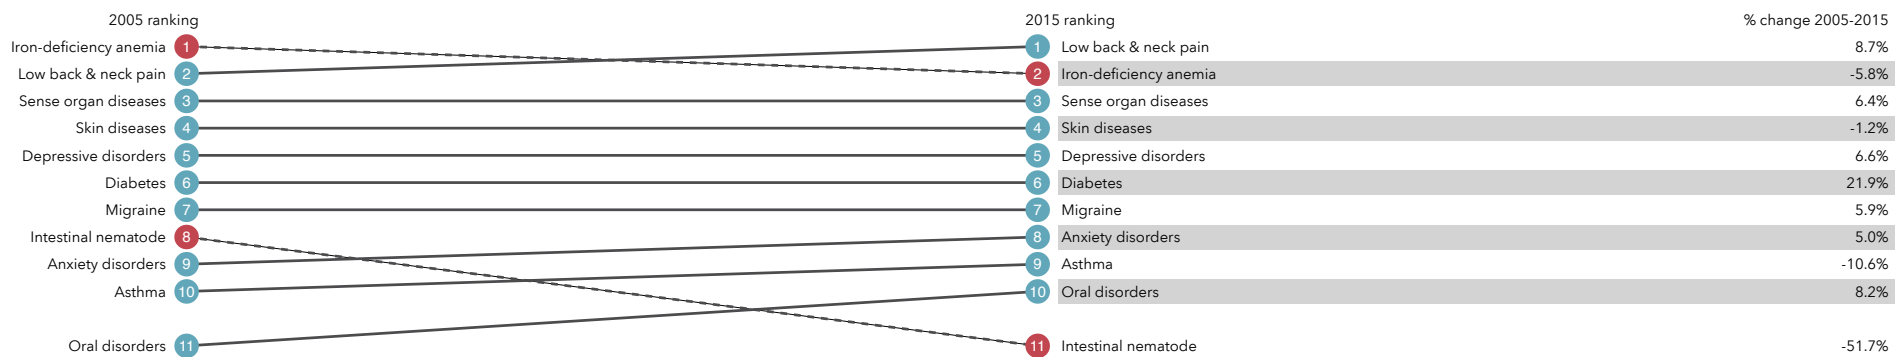 2005 ranking 2015 ranking % change 2005-2015
Iron-deficiency anemia 1 1 Low back & neck pain 8.7%
Low back & neck pain 2 2 Iron-deficiency anemia -5.8%
Sense organ diseases 3 3 Sense organ diseases 6.4%
Skin diseases 4 4 Skin diseases -1.2%
Depressive disorders 5 5 Depressive disorders 6.6%
Diabetes 6 6 Diabetes 21.9%
Migraine 7 7 Migraine 5.9%
Intestinal nematode 8 8 Anxiety disorders 5.0%
Anxiety disorders 9 9 Asthma -10.6%
Asthma 10 10 Oral disorders 8.2%
Oral disorders 11 11 Intestinal nematode -51.7%